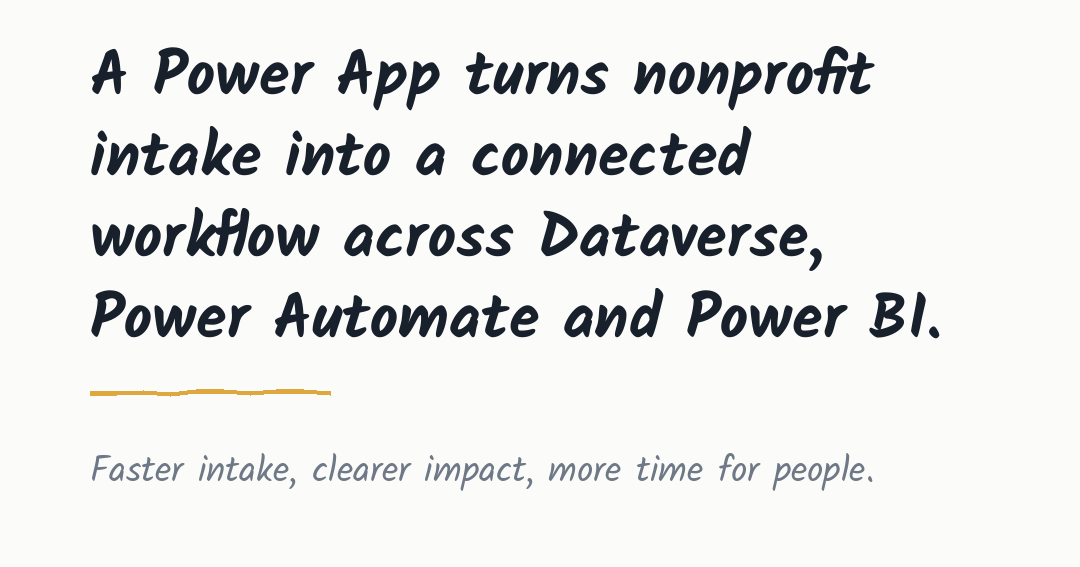 A Power App turns nonprofit
intake into a connected
workflow across Dataverse,
Power Automate and Power BI.
Faster intake, clearer impact, more time for people.